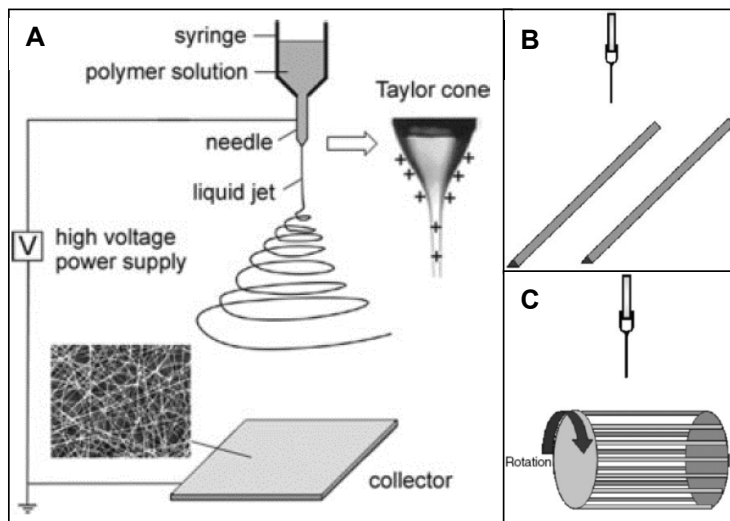 A
syringe
polymer solution
Taylor cone
needle
liquid jet
V
high voltage
power supply
collector
B
C
Rotation